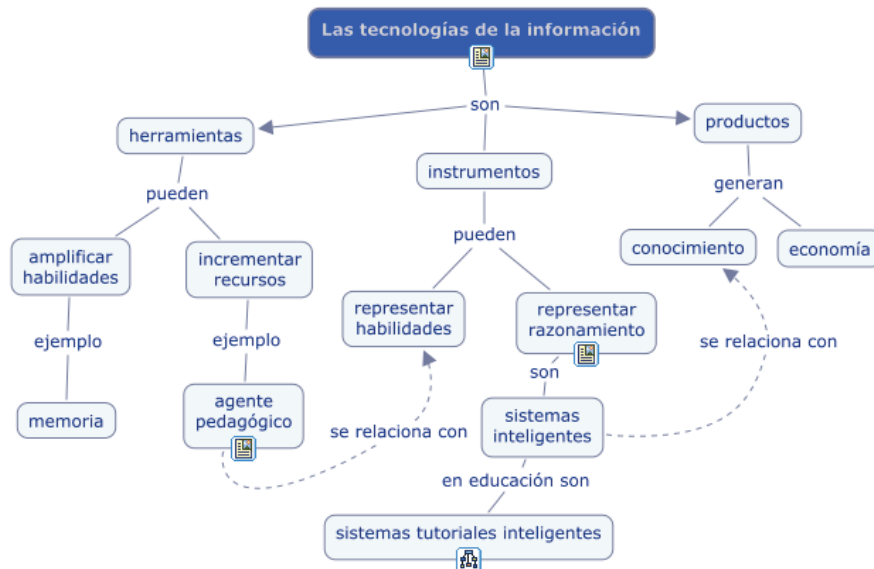 Las tecnologías de la información
son
herramientas
productos
instrumentos
pueden
generan
pueden
amplificar
habilidades
incrementar
recursos
conocimiento
economía
representar
habilidades
representar
razonamiento
ejemplo
ejemplo
se relaciona con
son
memoria
agente
pedagógico
sistemas
inteligentes
se relaciona con
en educación son
sistemas tutoriales inteligentes